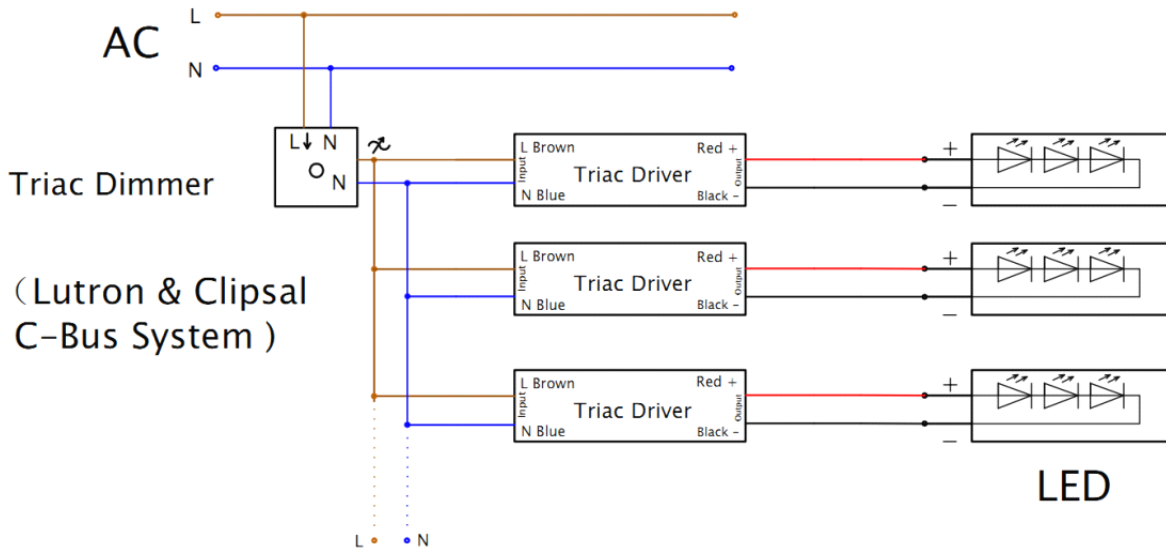 L
AC
N
L↓ N
N
Triac Dimmer
（Lutron & Clipsal
C-Bus System )
L Brown
Red +
Input
Triac Driver
Output
N Blue
Black -
+
−
L Brown
Red +
Input
Triac Driver
Output
N Blue
Black -
+
−
L Brown
Red +
Input
Triac Driver
Output
N Blue
Black -
+
−
LED
L
N